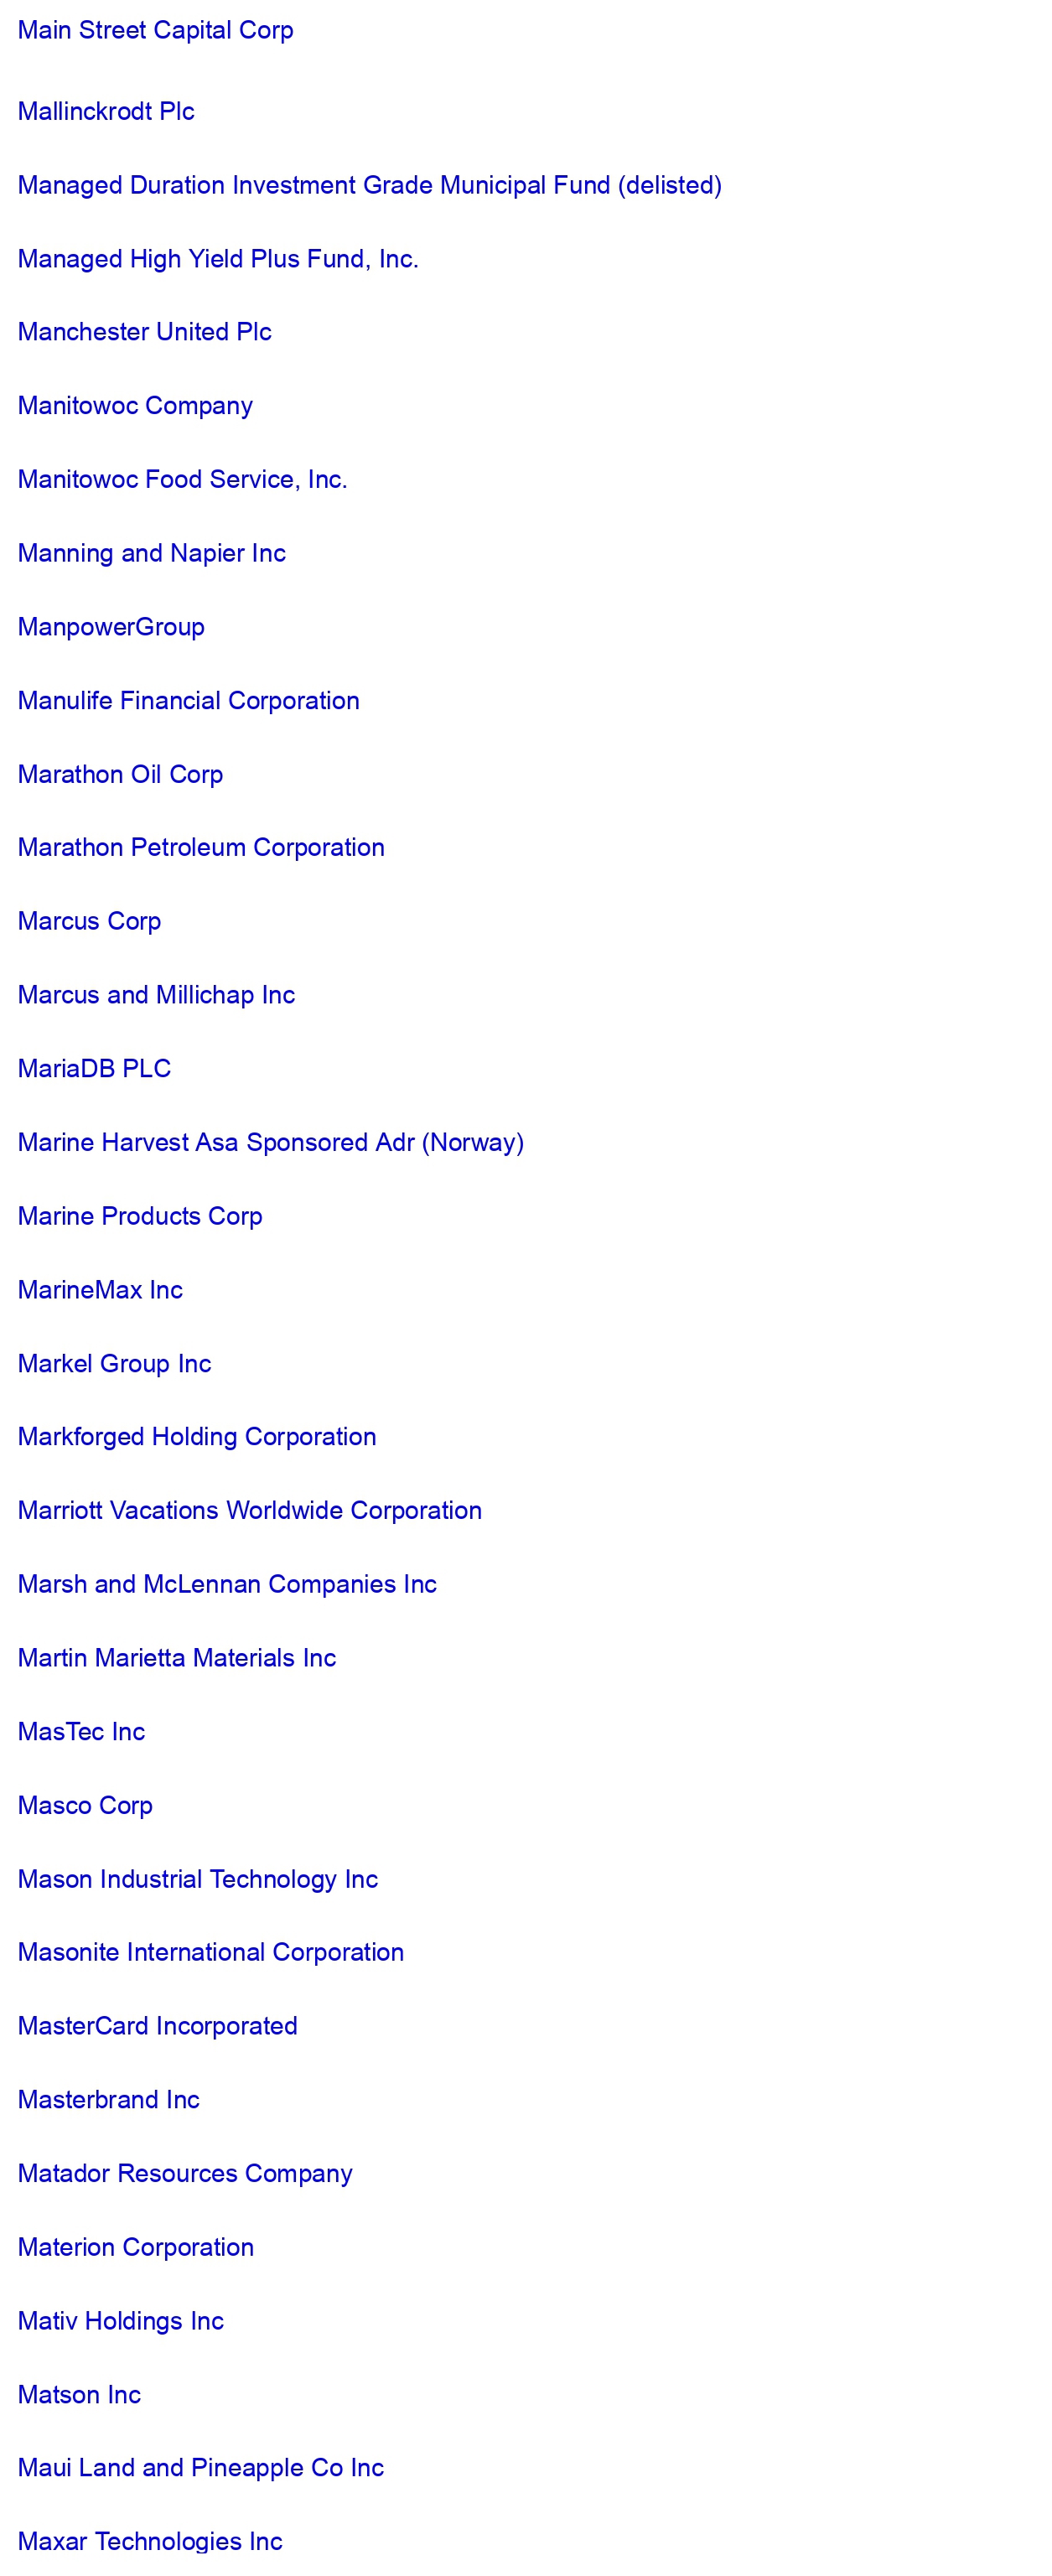 Main Street Capital Corp
Mallinckrodt Plc
Managed Duration Investment Grade Municipal Fund (delisted)
Managed High Yield Plus Fund, Inc.
Manchester United Plc
Manitowoc Company
Manitowoc Food Service, Inc.
Manning and Napier Inc
ManpowerGroup
Manulife Financial Corporation
Marathon Oil Corp
Marathon Petroleum Corporation
Marcus Corp
Marcus and Millichap Inc
MariaDB PLC
Marine Harvest Asa Sponsored Adr (Norway)
Marine Products Corp
MarineMax Inc
Markel Group Inc
Markforged Holding Corporation
Marriott Vacations Worldwide Corporation
Marsh and McLennan Companies Inc
Martin Marietta Materials Inc
MasTec Inc
Masco Corp
Mason Industrial Technology Inc
Masonite International Corporation
MasterCard Incorporated
Masterbrand Inc
Matador Resources Company
Materion Corporation
Mativ Holdings Inc
Matson Inc
Maui Land and Pineapple Co Inc
Maxar Technologies Inc